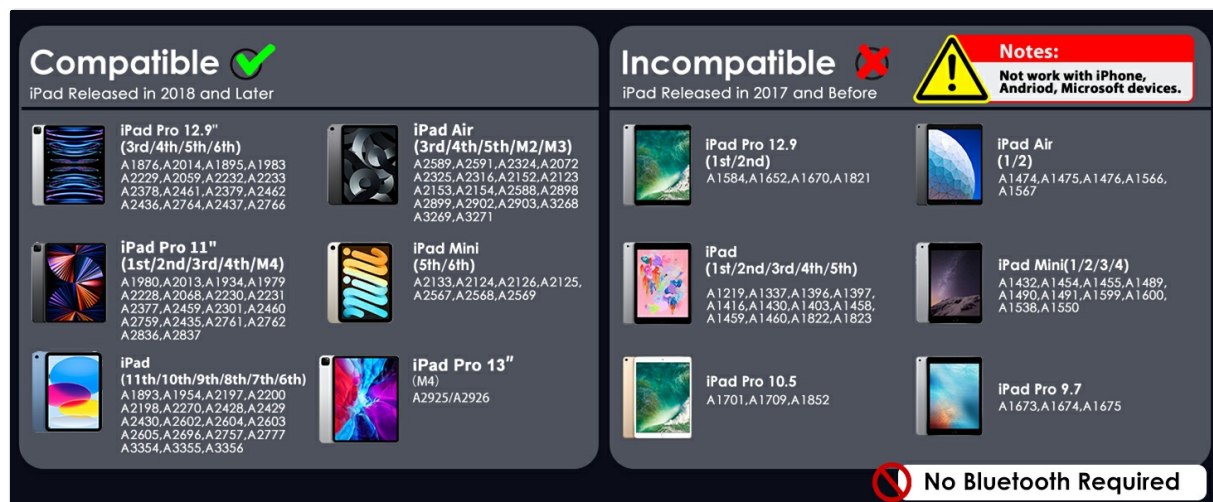 Compatible
iPad Released in 2018 and Later
iPad Pro 12.9"
(3rd/4th/5th/6th)
A1876,A2014,A1895,A1983
A2229,A2059,A2232,A2233
A2378,A2461,A2379,A2462
A2436,A2764,A2437,A2766
iPad Air
(3rd/4th/5th/M2/M3)
A2589,A2591,A2324,A2072
A2325,A2316,A2152,A2123
A2153,A2154,A2588,A2898
A2899,A2902,A2903,A3268
A3269,A3271
iPad Pro 11"
(1st/2nd/3rd/4th/M4)
A1980,A2013,A1934,A1979
A2228,A2068,A2230,A2231
A2377,A2459,A2301,A2460
A2759,A2435,A2761,A2762
A2836,A2837
iPad Mini
(5th/6th)
A2133,A2124,A2126,A2125,
A2567,A2568,A2569
iPad
(11th/10th/9th/8th/7th/6th)
A1893,A1954,A2197,A2200
A2198,A2270,A2428,A2429
A2430,A2602,A2604,A2603
A2605,A2696,A2757,A2777
A3354,A3355,A3356
iPad Pro 13"
(M4)
A2925/A2926
Incompatible
iPad Released in 2017 and Before
Notes:
Not work with iPhone,
Andriod, Microsoft devices.
iPad Pro 12.9
(1st/2nd)
A1584,A1652,A1670,A1821
iPad Air
(1/2)
A1474,A1475,A1476,A1566,
A1567
iPad
(1st/2nd/3rd/4th/5th)
A1219,A1337,A1396,A1397,
A1416,A1430,A1403,A1458,
A1459,A1460,A1822,A1823
iPad Mini(1/2/3/4)
A1432,A1454,A1455,A1489,
A1490,A1491,A1599,A1600,
A1538,A1550
iPad Pro 10.5
A1701,A1709,A1852
iPad Pro 9.7
A1673,A1674,A1675
No Bluetooth Required